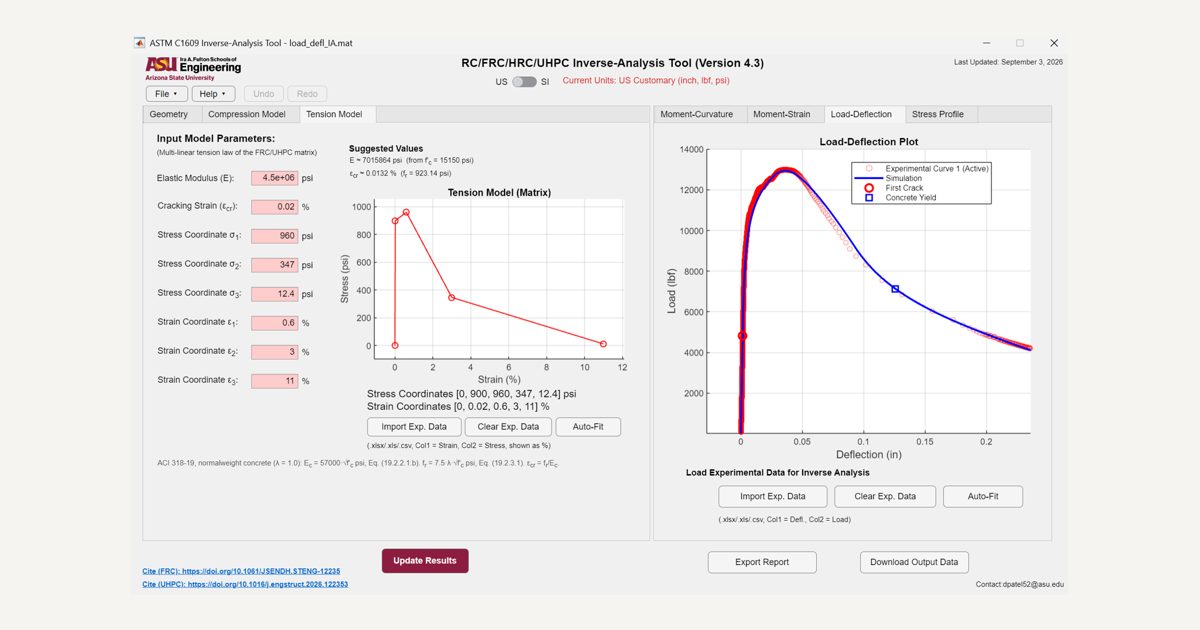 ASTM C1609 Inverse-Analysis Tool - load_defl_IA.mat
ASU Ira A. Fulton Schools of Engineering
Arizona State University
RC/FRC/HRC/UHPC Inverse-Analysis Tool (Version 4.3)
Last Updated: September 3, 2026
US SI Current Units: US Customary (inch, lbf, psi)
File Help Undo Redo
Geometry Compression Model Tension Model
Input Model Parameters:
(Multi-linear tension law of the FRC/UHPC matrix)
Elastic Modulus (E): 4.5e+06 psi
Cracking Strain (εcr): 0.02 %
Stress Coordinate σ1: 960 psi
Stress Coordinate σ2: 347 psi
Stress Coordinate σ3: 12.4 psi
Strain Coordinate ε1: 0.6 %
Strain Coordinate ε2: 3 %
Strain Coordinate ε3: 11 %
Suggested Values
E ~ 7015864 psi (from f'c = 15150 psi)
εcr ~ 0.0132 % (fr = 923.14 psi)
Tension Model (Matrix)
Stress (psi)
1000
800
600
400
200
0
0 2 4 6 8 10 12
Strain (%)
Stress Coordinates [0, 900, 960, 347, 12.4] psi
Strain Coordinates [0, 0.02, 0.6, 3, 11] %
Import Exp. Data Clear Exp. Data Auto-Fit
(.xlsx/.xls/.csv, Col1 = Strain, Col2 = Stress, shown as %)
ACI 318-19, normalweight concrete (λ = 1.0): Ec = 57000·√f'c psi, Eq. (19.2.2.1.b). fr = 7.5·λ·√f'c psi, Eq. (19.2.3.1). εcr = fr/Ec.
Moment-Curvature Moment-Strain Load-Deflection Stress Profile
Load-Deflection Plot
Experimental Curve 1 (Active)
Simulation
First Crack
Concrete Yield
Load (lbf)
14000
12000
10000
8000
6000
4000
2000
0 0.05 0.1 0.15 0.2
Deflection (in)
Load Experimental Data for Inverse Analysis
Import Exp. Data Clear Exp. Data Auto-Fit
(.xlsx/.xls/.csv, Col1 = Defl., Col2 = Load)
Update Results
Export Report Download Output Data
Cite (FRC): https://doi.org/10.1061/JSENDH.STENG-12235
Cite (UHPC): https://doi.org/10.1016/j.engstruct.2026.122353
Contact:dpatel52@asu.edu